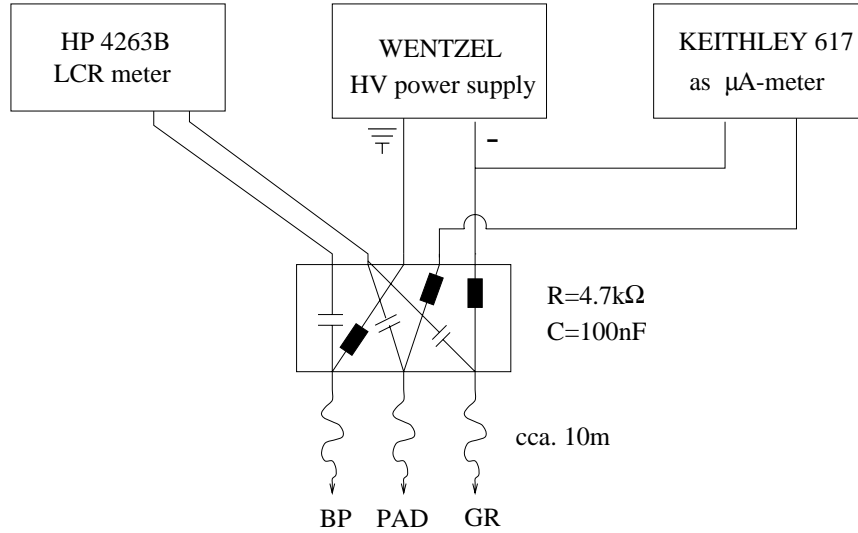 HP 4263B
LCR meter
WENTZEL
HV power supply
KEITHLEY 617
as μA-meter
-
R=4.7kΩ
C=100nF
cca. 10m
BP PAD GR